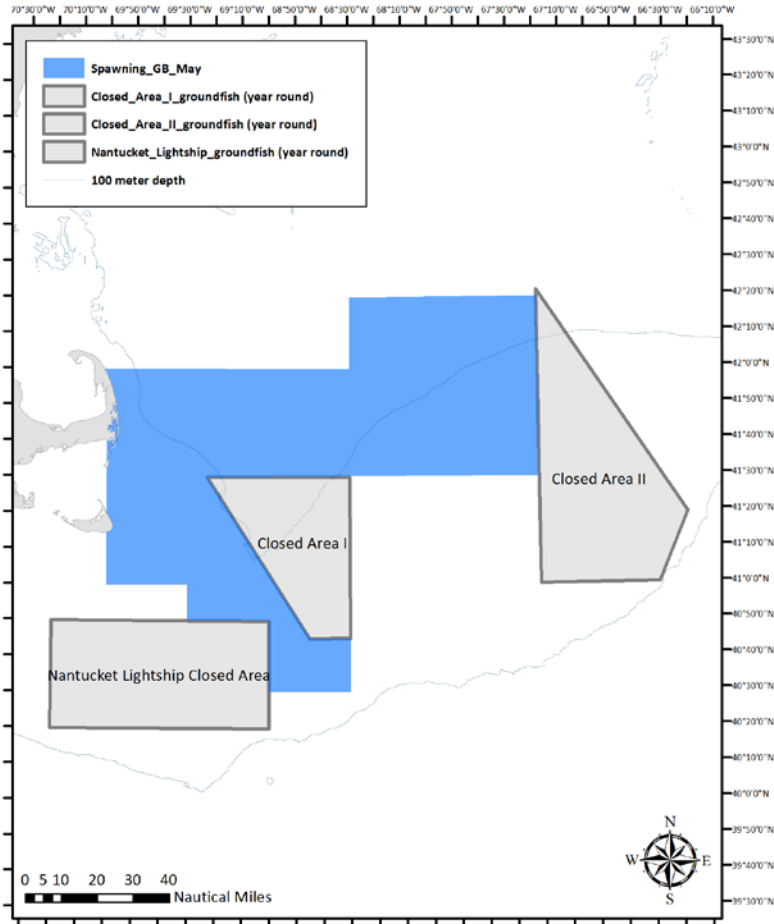 70°30'0"W 70°10'0"W 69°50'0"W 69°30'0"W 69°10'0"W 68°50'0"W 68°30'0"W 68°10'0"W 67°50'0"W 67°30'0"W 67°10'0"W 66°50'0"W 66°30'0"W 66°10'0"W
43°30'0"N
43°20'0"N
43°10'0"N
43°0'0"N
42°50'0"N
42°40'0"N
42°30'0"N
42°20'0"N
42°10'0"N
42°0'0"N
41°50'0"N
41°40'0"N
41°30'0"N
41°20'0"N
41°10'0"N
41°0'0"N
40°50'0"N
40°40'0"N
40°30'0"N
40°20'0"N
40°10'0"N
40°0'0"N
39°50'0"N
39°40'0"N
39°30'0"N
Spawning_GB_May
Closed_Area_I_groundfish (year round)
Closed_Area_II_groundfish (year round)
Nantucket_Lightship_groundfish (year round)
100 meter depth
Closed Area II
Closed Area I
Nantucket Lightship Closed Area
N
W E
S
0 5 10 20 30 40
Nautical Miles